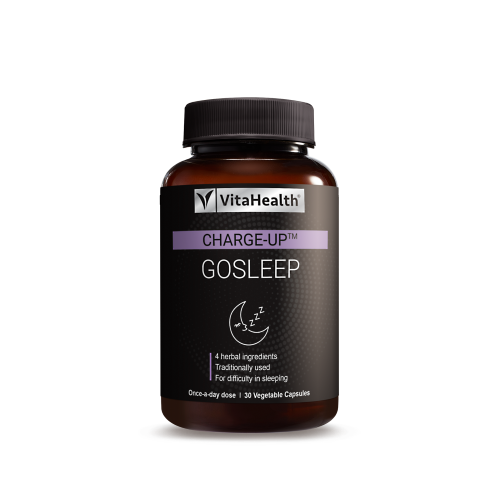 VitaHealth®
CHARGE-UP™
GOSLEEP
zzzz
4 herbal ingredients
Traditionally used
For difficulty in sleeping
Once-a-day dose | 30 Vegetable Capsules